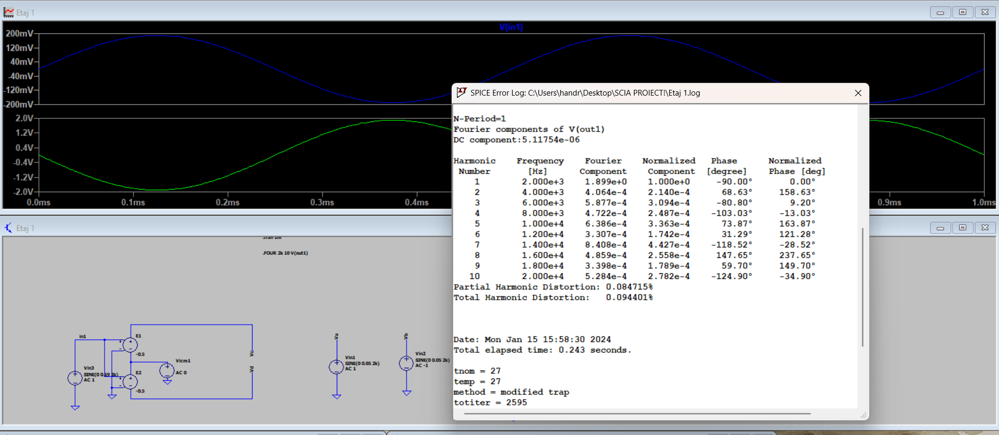 Etaj 1
V(in1)
200mV
120mV
40mV
-40mV
-120mV
-200mV
2.0V
1.2V
0.4V
-0.4V
-1.2V
-2.0V
0.0ms 0.1ms 0.2ms 0.3ms 0.4ms 0.9ms 1.0ms
SPICE Error Log: C:\Users\handr\Desktop\SCIA PROIECT!\Etaj 1.log
N-Period=1
Fourier components of V(out1)
DC component:5.11754e-06
Harmonic Frequency Fourier Normalized Phase Normalized
Number [Hz] Component Component [degree] Phase [deg]
1 2.000e+3 1.899e+0 1.000e+0 -90.00° 0.00°
2 4.000e+3 4.064e-4 2.140e-4 68.63° 158.63°
3 6.000e+3 5.877e-4 3.094e-4 -80.80° 9.20°
4 8.000e+3 4.722e-4 2.487e-4 -103.03° -13.03°
5 1.000e+4 6.386e-4 3.363e-4 73.87° 163.87°
6 1.200e+4 3.307e-4 1.742e-4 31.29° 121.28°
7 1.400e+4 8.408e-4 4.427e-4 -118.52° -28.52°
8 1.600e+4 4.859e-4 2.558e-4 147.65° 237.65°
9 1.800e+4 3.398e-4 1.789e-4 59.70° 149.70°
10 2.000e+4 5.284e-4 2.782e-4 -124.90° -34.90°
Partial Harmonic Distortion: 0.084715%
Total Harmonic Distortion: 0.094401%
Date: Mon Jan 15 15:58:30 2024
Total elapsed time: 0.243 seconds.
tnom = 27
temp = 27
method = modified trap
totiter = 2595
Etaj 1
.tran 1m
.FOUR 2k 10 V(out1)
in1
E1
-0.5
Vicm1
AC 0
Vin3
SINE(0 0.19 2k)
AC 1
E2
-0.5
Vc
Vd
Va
Vin1
SINE(0 0.05 2k)
AC 1
Vb
Vin2
SINE(0 0.05 2k)
AC -1